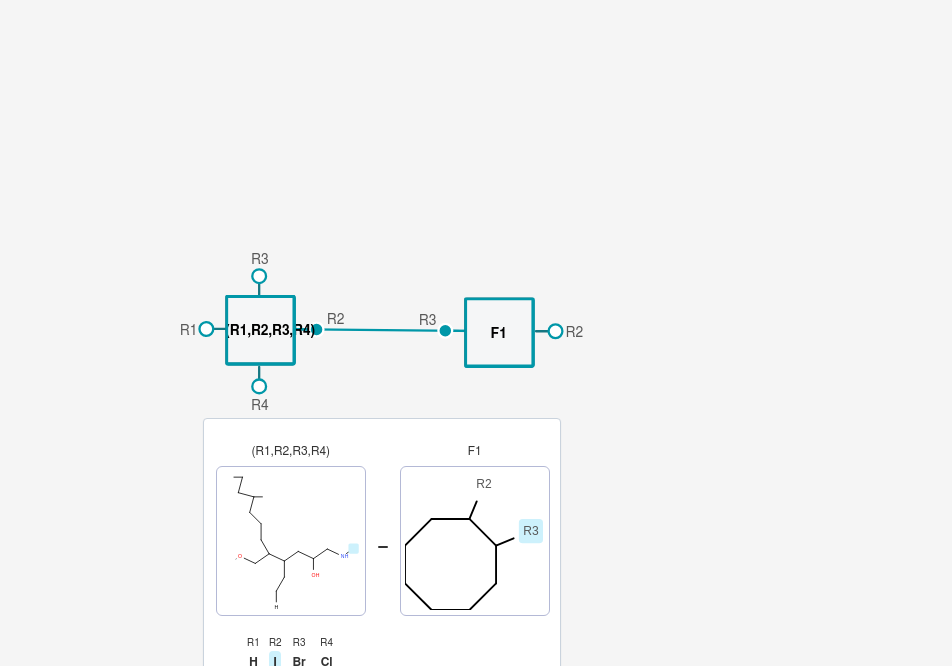 R3
R1 (R1,R2,R3,R4) R2 R3 F1 R2
R4
(R1,R2,R3,R4) F1
R2
R3
O NH
OH
H
R1 R2 R3 R4
H I Br Cl